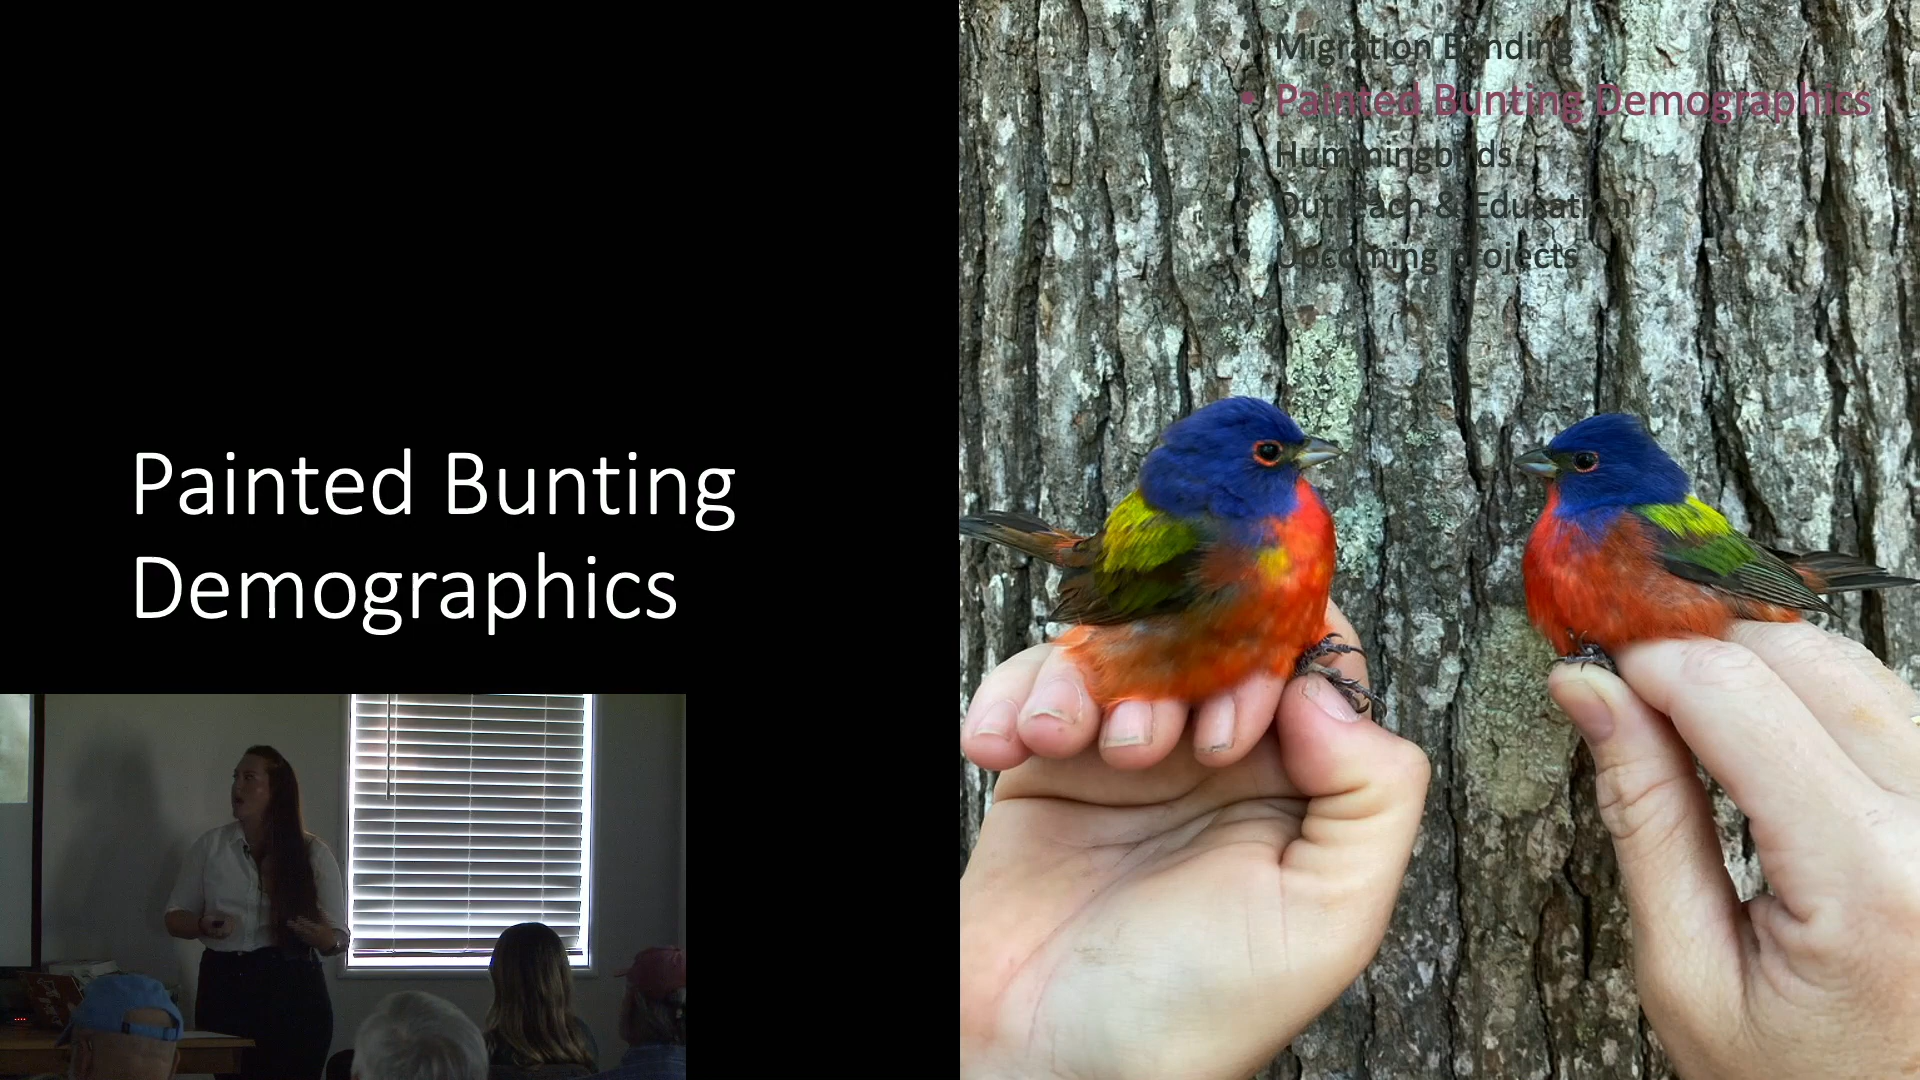 Painted Bunting
Demographics
• Migration Banding
• Painted Bunting Demographics
• Hummingbirds
• Outreach & Education
• Upcoming projects